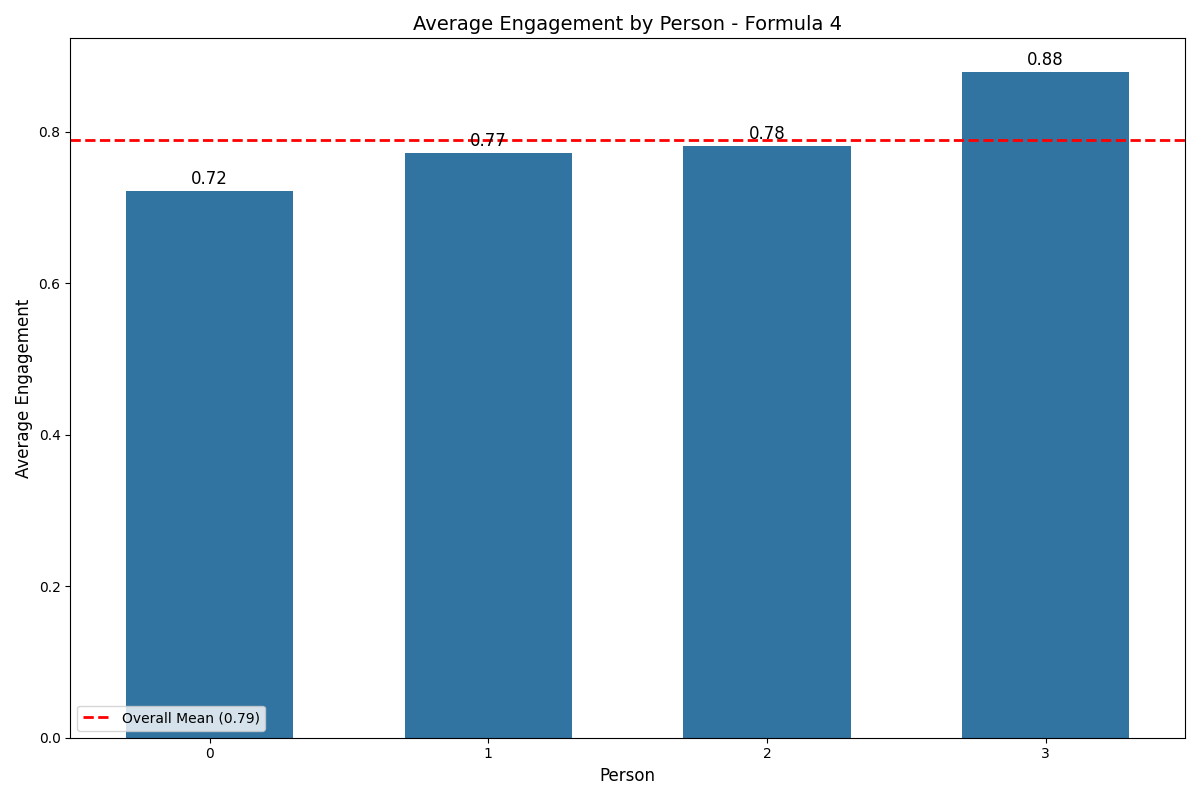 Average Engagement by Person - Formula 4
0.88
0.78
0.77
0.72
Average Engagement
0.8
0.6
0.4
0.2
0.0
Overall Mean (0.79)
0 1 2 3
Person